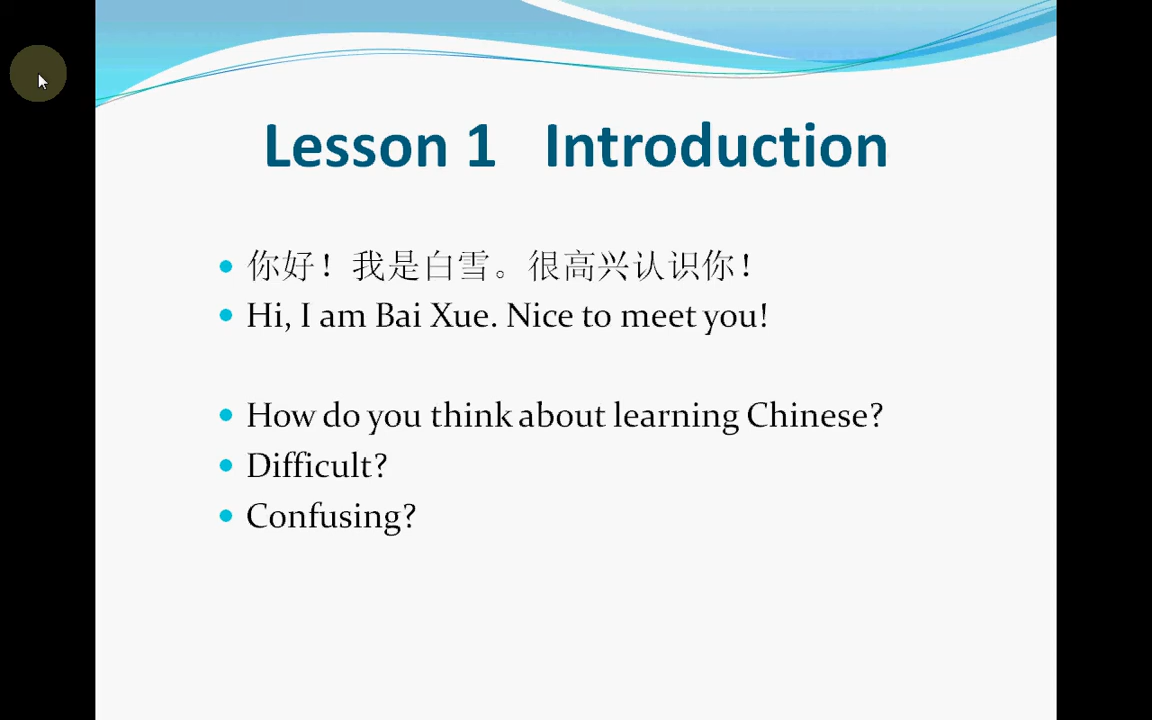 Lesson 1 Introduction
你好！我是白雪。很高兴认识你！
Hi, I am Bai Xue. Nice to meet you!
How do you think about learning Chinese?
Difficult?
Confusing?